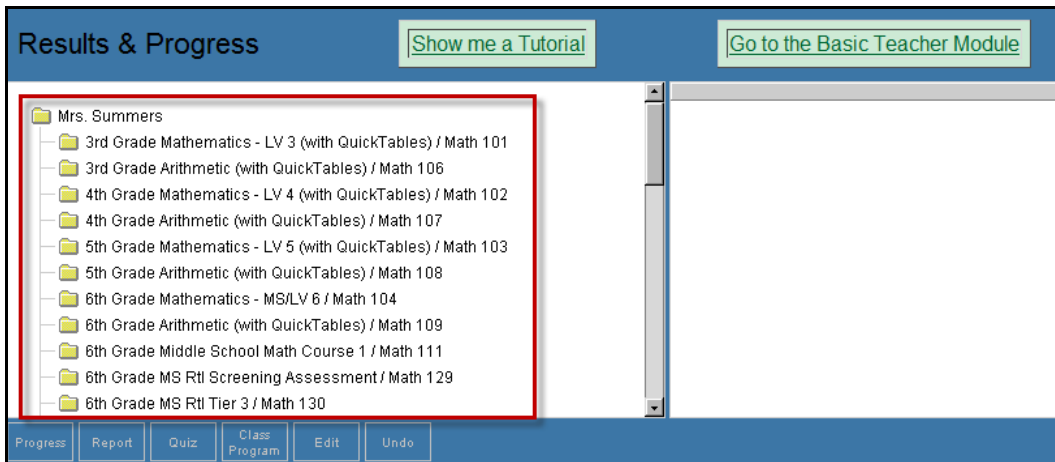 Results & Progress
Show me a Tutorial
Go to the Basic Teacher Module
Mrs. Summers
3rd Grade Mathematics - LV 3 (with QuickTables) / Math 101
3rd Grade Arithmetic (with QuickTables) / Math 106
4th Grade Mathematics - LV 4 (with QuickTables) / Math 102
4th Grade Arithmetic (with QuickTables) / Math 107
5th Grade Mathematics - LV 5 (with QuickTables) / Math 103
5th Grade Arithmetic (with QuickTables) / Math 108
6th Grade Mathematics - MS/LV 6 / Math 104
6th Grade Arithmetic (with QuickTables) / Math 109
6th Grade Middle School Math Course 1 / Math 111
6th Grade MS RtI Screening Assessment / Math 129
6th Grade MS RtI Tier 3 / Math 130
Progress
Report
Quiz
Class
Program
Edit
Undo